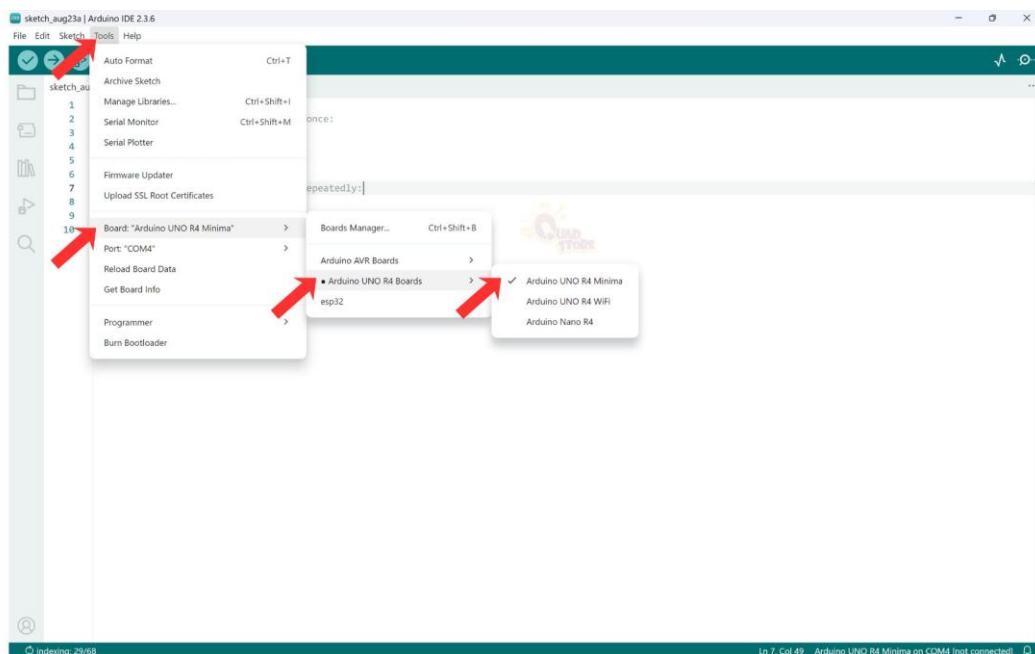 sketch_aug23a | Arduino IDE 2.3.6
File Edit Sketch Tools Help
Auto Format Ctrl+T
Archive Sketch
Manage Libraries... Ctrl+Shift+I
Serial Monitor Ctrl+Shift+M
Serial Plotter
Firmware Updater
Upload SSL Root Certificates
Board: "Arduino UNO R4 Minima"
Port: "COM4"
Reload Board Data
Get Board Info
Programmer
Burn Bootloader
Boards Manager... Ctrl+Shift+B
Arduino AVR Boards
Arduino UNO R4 Boards
esp32
Arduino UNO R4 Minima
Arduino UNO R4 WiFi
Arduino Nano R4
sketch_au
1
2 once:
3
4
5
6
7 epeatedly:
8
9
10
QUAD
STORE
indexing: 29/68 Ln 7, Col 49 Arduino UNO R4 Minima on COM4 [not connected]